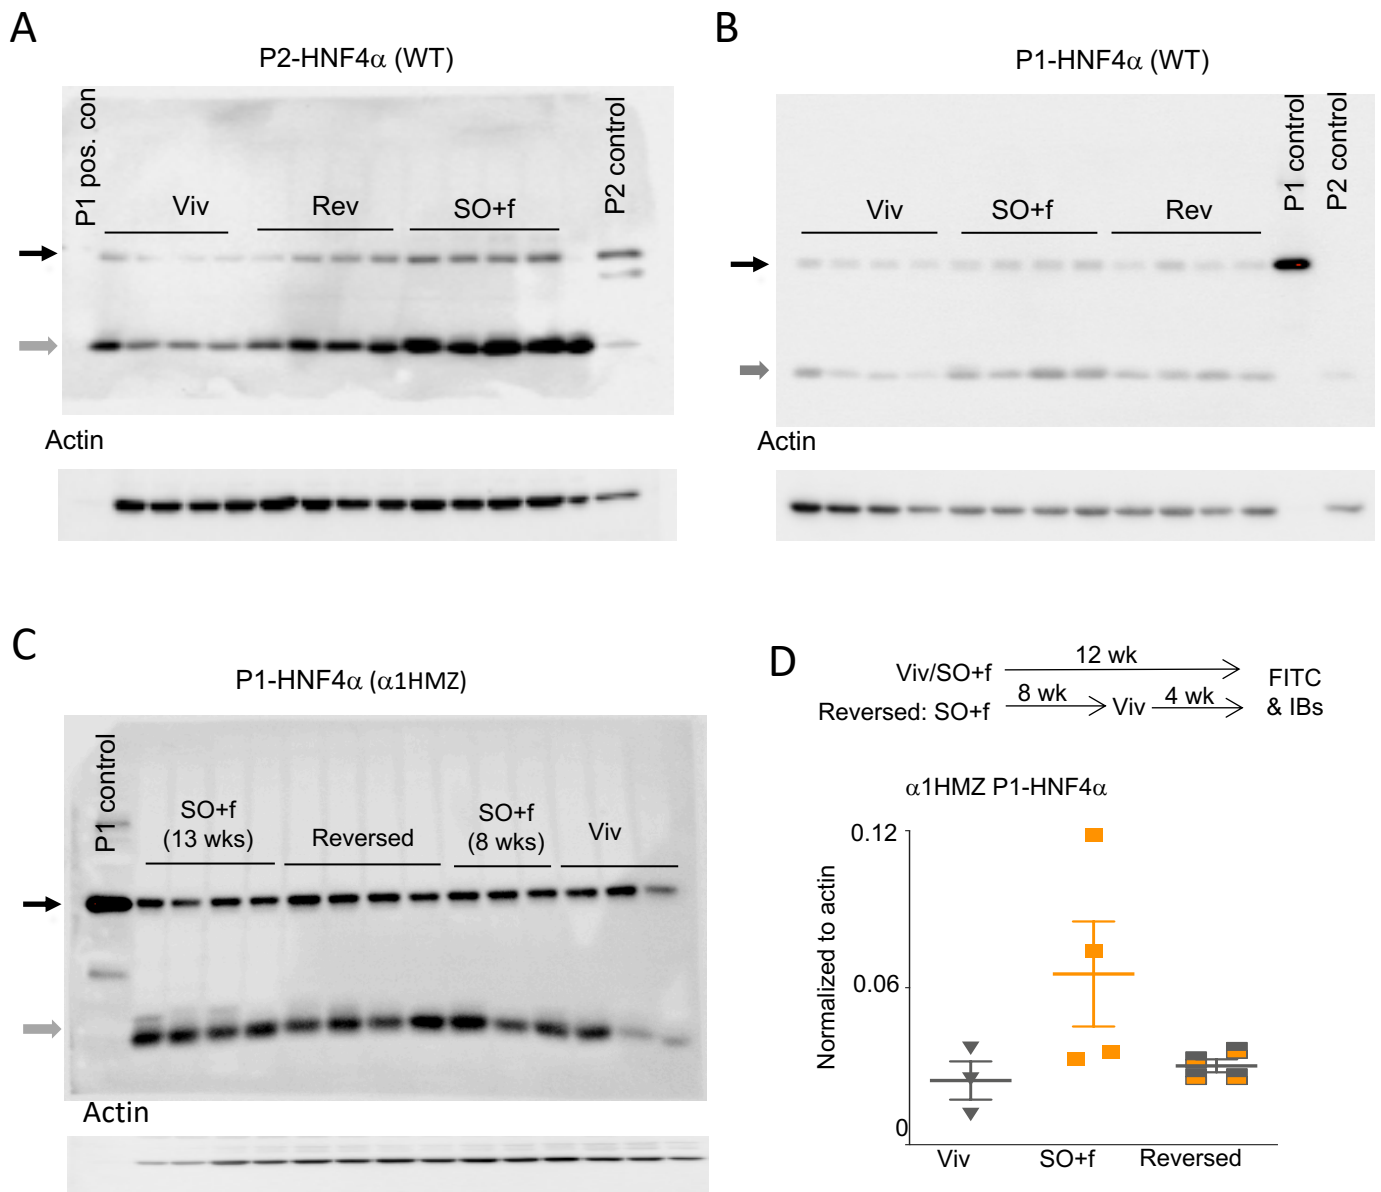 A
P2-HNF4α (WT)
P1 pos. con
Viv
Rev
SO+f
P2 control
Actin
B
P1-HNF4α (WT)
Viv
SO+f
Rev
P1 control
P2 control
Actin
C
P1-HNF4α (α1HMZ)
P1 control
SO+f
(13 wks)
Reversed
SO+f
(8 wks)
Viv
Actin
D
Viv/SO+f
12 wk
Reversed: SO+f
8 wk
Viv
4 wk
FITC
& IBs
α1HMZ P1-HNF4α
Normalized to actin
0.12
0.06
0
Viv
SO+f
Reversed